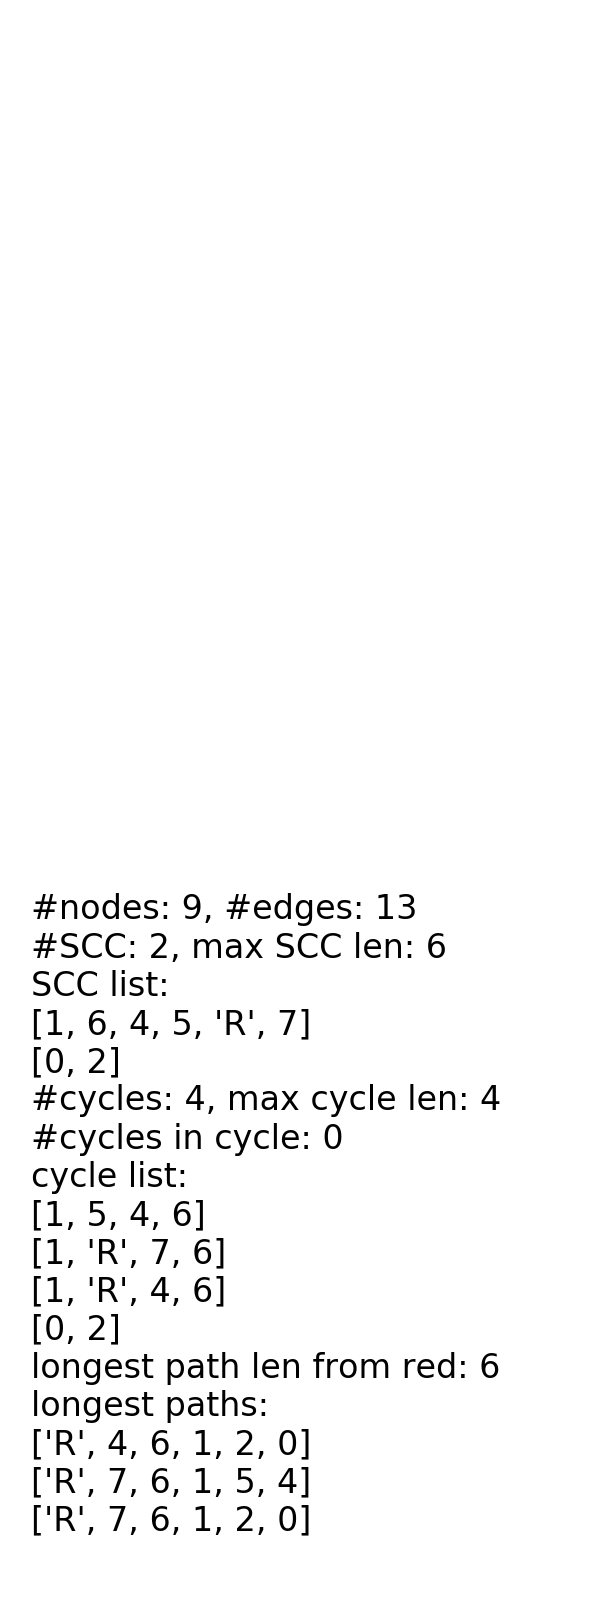 #nodes: 9, #edges: 13
#SCC: 2, max SCC len: 6
SCC list:
[1, 6, 4, 5, 'R', 7]
[0, 2]
#cycles: 4, max cycle len: 4
#cycles in cycle: 0
cycle list:
[1, 5, 4, 6]
[1, 'R', 7, 6]
[1, 'R', 4, 6]
[0, 2]
longest path len from red: 6
longest paths:
['R', 4, 6, 1, 2, 0]
['R', 7, 6, 1, 5, 4]
['R', 7, 6, 1, 2, 0]